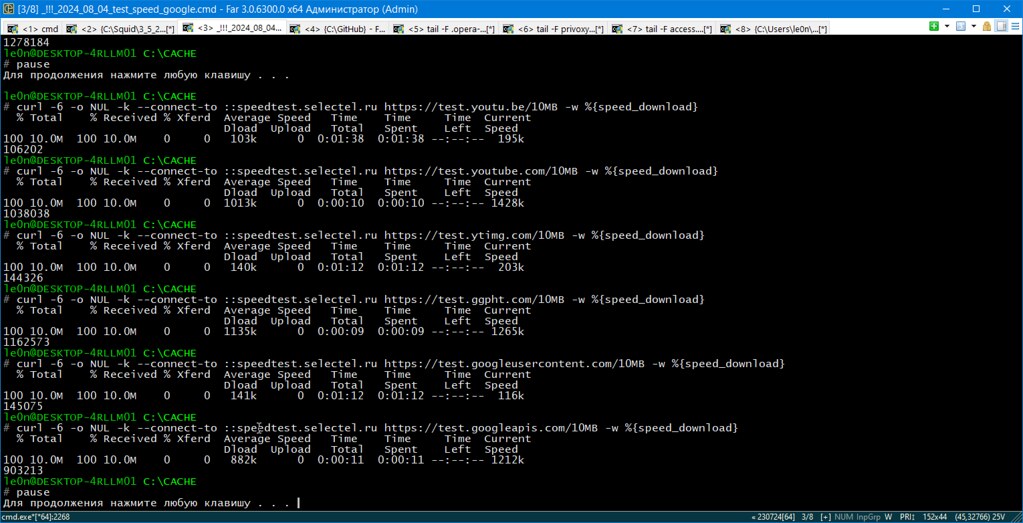 [3/8] _!!!_2024_08_04_test_speed_google.cmd - Far 3.0.6300.0 x64 Администратор (Admin)
<1> cmd <2> {C:\Squid\3_5_2...[*] <3> _!!!_2024_08_04... <4> {C:\GitHub} - F... <5> tail -F .opera-...[*] <6> tail -F privoxy...[*] <7> tail -F access....[*] <8> {C:\Users\le0n\...[*]
1278184
le0n@DESKTOP-4RLLM01 C:\CACHE
# pause
Для продолжения нажмите любую клавишу . . .
le0n@DESKTOP-4RLLM01 C:\CACHE
# curl -6 -o NUL -k --connect-to ::speedtest.selectel.ru https://test.youtu.be/10MB -w %{speed_download}
% Total % Received % Xferd Average Speed Time Time Time Current
Dload Upload Total Spent Left Speed
100 10.0M 100 10.0M 0 0 103k 0 0:01:38 0:01:38 --:--:-- 195k
106202
le0n@DESKTOP-4RLLM01 C:\CACHE
# curl -6 -o NUL -k --connect-to ::speedtest.selectel.ru https://test.youtube.com/10MB -w %{speed_download}
% Total % Received % Xferd Average Speed Time Time Time Current
Dload Upload Total Spent Left Speed
100 10.0M 100 10.0M 0 0 1013k 0 0:00:10 0:00:10 --:--:-- 1428k
1038038
le0n@DESKTOP-4RLLM01 C:\CACHE
# curl -6 -o NUL -k --connect-to ::speedtest.selectel.ru https://test.ytimg.com/10MB -w %{speed_download}
% Total % Received % Xferd Average Speed Time Time Time Current
Dload Upload Total Spent Left Speed
100 10.0M 100 10.0M 0 0 140k 0 0:01:12 0:01:12 --:--:-- 203k
144326
le0n@DESKTOP-4RLLM01 C:\CACHE
# curl -6 -o NUL -k --connect-to ::speedtest.selectel.ru https://test.ggpht.com/10MB -w %{speed_download}
% Total % Received % Xferd Average Speed Time Time Time Current
Dload Upload Total Spent Left Speed
100 10.0M 100 10.0M 0 0 1135k 0 0:00:09 0:00:09 --:--:-- 1265k
1162573
le0n@DESKTOP-4RLLM01 C:\CACHE
# curl -6 -o NUL -k --connect-to ::speedtest.selectel.ru https://test.googleusercontent.com/10MB -w %{speed_download}
% Total % Received % Xferd Average Speed Time Time Time Current
Dload Upload Total Spent Left Speed
100 10.0M 100 10.0M 0 0 141k 0 0:01:12 0:01:12 --:--:-- 116k
145075
le0n@DESKTOP-4RLLM01 C:\CACHE
# curl -6 -o NUL -k --connect-to ::speedtest.selectel.ru https://test.googleapis.com/10MB -w %{speed_download}
% Total % Received % Xferd Average Speed Time Time Time Current
Dload Upload Total Spent Left Speed
100 10.0M 100 10.0M 0 0 882k 0 0:00:11 0:00:11 --:--:-- 1212k
903213
le0n@DESKTOP-4RLLM01 C:\CACHE
# pause
Для продолжения нажмите любую клавишу . . .
cmd.exe*[*64]:2268 « 230724[64] 3/8 [+] NUM InpGrp W PRI↕ 152x44 (45,32766) 25V